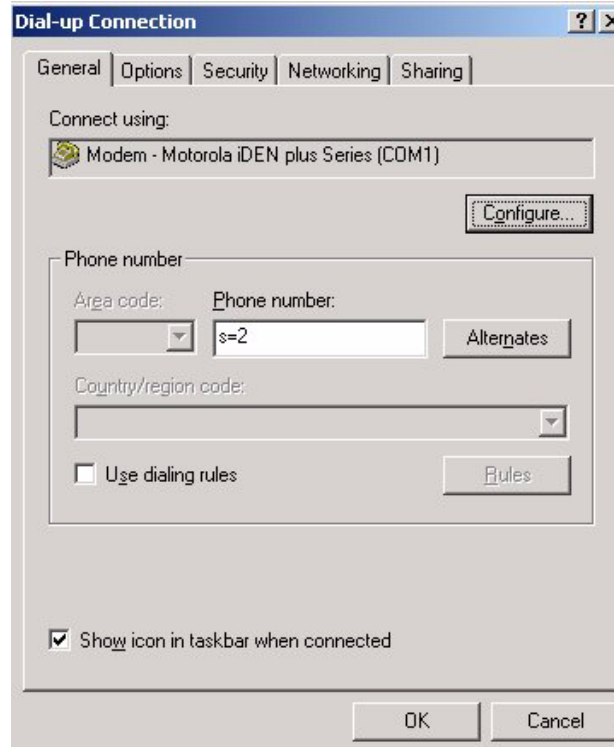 Dial-up Connection
General Options Security Networking Sharing
Connect using:
Modem - Motorola iDEN plus Series (COM1)
Configure...
Phone number
Area code: Phone number:
s=2 Alternates
Country/region code:
Use dialing rules Rules
Show icon in taskbar when connected
OK Cancel